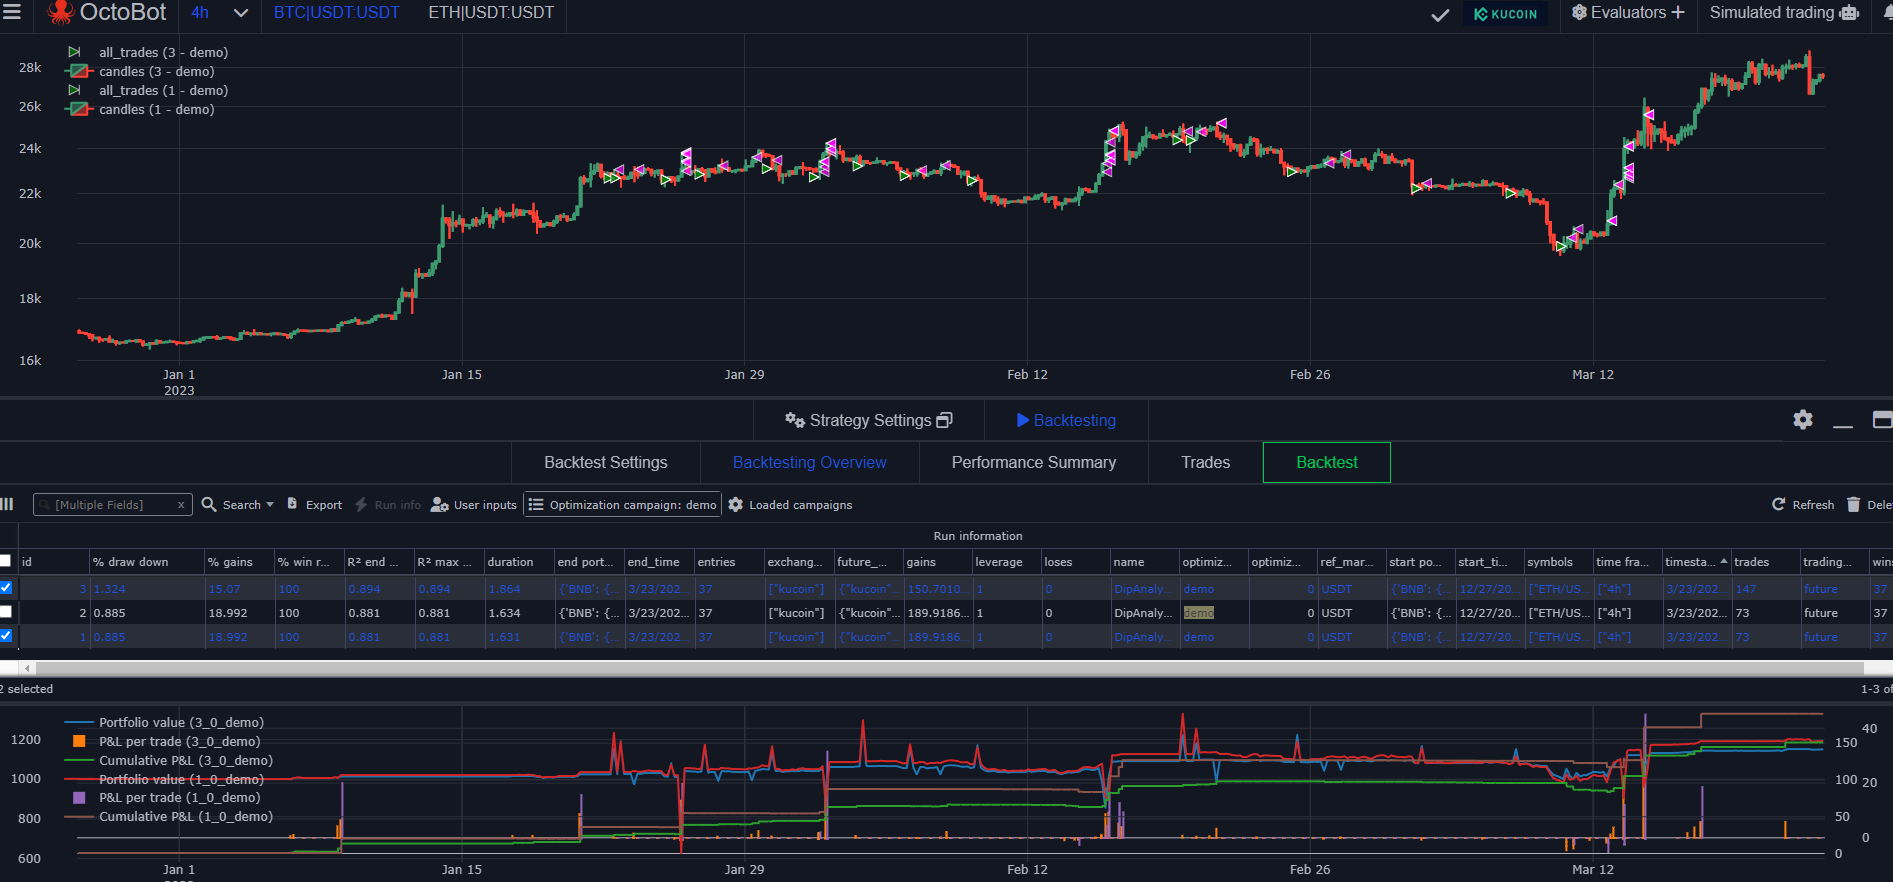 OctoBot 4h BTC|USDT:USDT ETH|USDT:USDT KUCOIN Evaluators Simulated trading
all_trades (3 - demo)
candles (3 - demo)
all_trades (1 - demo)
candles (1 - demo)
28k
26k
24k
22k
20k
18k
16k
Jan 1 Jan 15 Jan 29 Feb 12 Feb 26 Mar 12
2023
Strategy Settings Backtesting
Backtest Settings Backtesting Overview Performance Summary Trades Backtest
[Multiple Fields] x Search Export Run info User inputs Optimization campaign: demo Loaded campaigns Refresh Dele
Run information
id % draw down % gains % win r... R² end ... R² max ... duration end port... end_time entries exchang... future_... gains leverage loses name optimiz... optimiz... ref_mar... start po... start_ti... symbols time fra... timesta... trades trading... wins
3 1.324 15.07 100 0.894 0.894 1.864 {'BNB': {... 3/23/202... 37 ["kucoin"] {"kucoin"... 150.7010... 1 0 DipAnaly... demo 0 USDT {'BNB': {... 12/27/20... ["ETH/US... ["4h"] 3/23/202... 147 future 37
2 0.885 18.992 100 0.881 0.881 1.634 {'BNB': {... 3/23/202... 37 ["kucoin"] {"kucoin"... 189.9186... 1 0 DipAnaly... demo 0 USDT {'BNB': {... 12/27/20... ["ETH/US... ["4h"] 3/23/202... 73 future 37
1 0.885 18.992 100 0.881 0.881 1.631 {'BNB': {... 3/23/202... 37 ["kucoin"] {"kucoin"... 189.9186... 1 0 DipAnaly... demo 0 USDT {'BNB': {... 12/27/20... ["ETH/US... ["4h"] 3/23/202... 73 future 37
2 selected 1-3 of
Portfolio value (3_0_demo)
P&L per trade (3_0_demo)
Cumulative P&L (3_0_demo)
Portfolio value (1_0_demo)
P&L per trade (1_0_demo)
Cumulative P&L (1_0_demo)
1200
1000
800
600
150
100
50
0
40
20
0
Jan 1 Jan 15 Jan 29 Feb 12 Feb 26 Mar 12